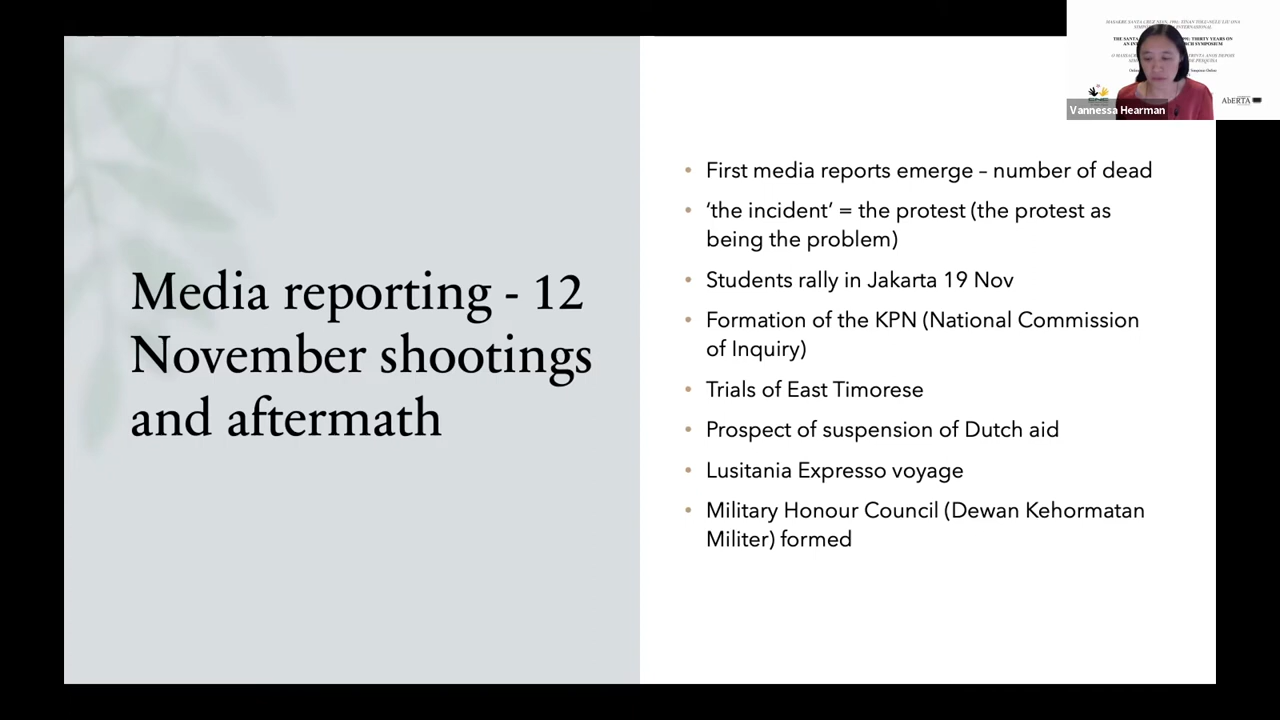 Media reporting - 12
November shootings
and aftermath
• First media reports emerge – number of dead
• ‘the incident’ = the protest (the protest as
being the problem)
• Students rally in Jakarta 19 Nov
• Formation of the KPN (National Commission
of Inquiry)
• Trials of East Timorese
• Prospect of suspension of Dutch aid
• Lusitania Expresso voyage
• Military Honour Council (Dewan Kehormatan
Militer) formed
Vannessa Hearman
AbERTA